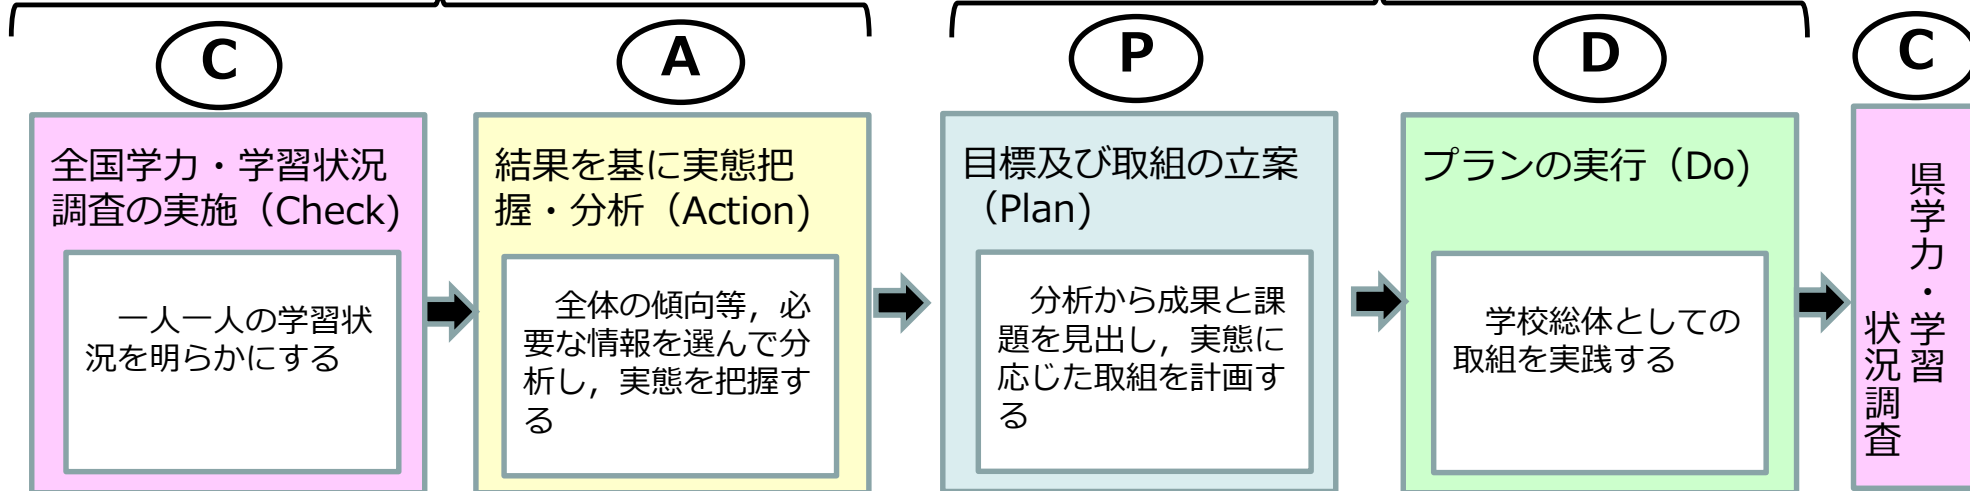 C
全国学力・学習状況
調査の実施（Check)
一人一人の学習状
況を明らかにする
A
結果を基に実態把
握・分析（Action)
全体の傾向等，必
要な情報を選んで分
析し，実態を把握す
る
P
目標及び取組の立案
（Plan)
分析から成果と課
題を見出し，実態に
応じた取組を計画す
る
D
プランの実行（Do)
学校総体としての
取組を実践する
C
県学力・学習
状況調査